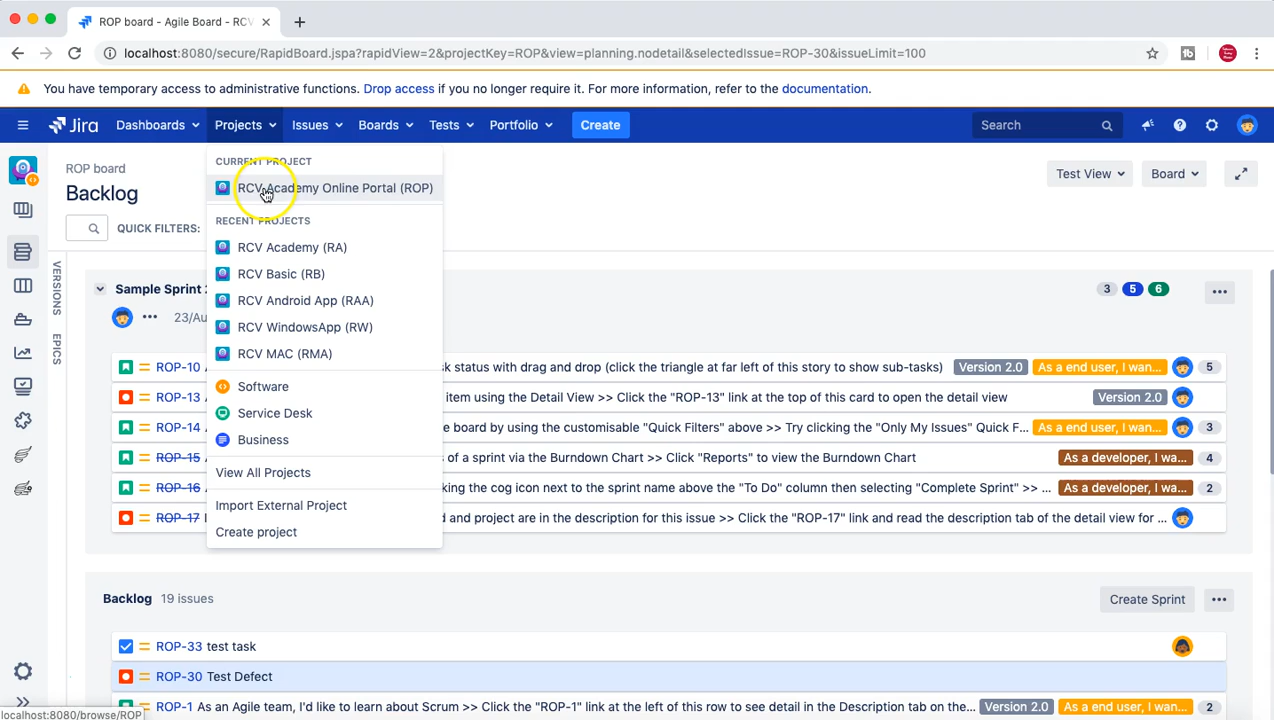 ROP board - Agile Board - RCV
localhost:8080/secure/RapidBoard.jspa?rapidView=2&projectKey=ROP&view=planning.nodetail&selectedIssue=ROP-30&issueLimit=100
You have temporary access to administrative functions. Drop access if you no longer require it. For more information, refer to the documentation.
Jira Dashboards Projects Issues Boards Tests Portfolio Create Search
ROP board
Backlog
Test View Board
QUICK FILTERS:
CURRENT PROJECT
RCV Academy Online Portal (ROP)
RECENT PROJECTS
RCV Academy (RA)
RCV Basic (RB)
RCV Android App (RAA)
RCV WindowsApp (RW)
RCV MAC (RMA)
Software
Service Desk
Business
View All Projects
Import External Project
Create project
VERSIONS
EPICS
Sample Sprint 2 3 5 6
23/Au
ROP-10 sk status with drag and drop (click the triangle at far left of this story to show sub-tasks) Version 2.0 As a end user, I wan... 5
ROP-13 item using the Detail View >> Click the "ROP-13" link at the top of this card to open the detail view Version 2.0
ROP-14 e board by using the customisable "Quick Filters" above >> Try clicking the "Only My Issues" Quick F... As a end user, I wan... 3
ROP-15 s of a sprint via the Burndown Chart >> Click "Reports" to view the Burndown Chart As a developer, I wa... 4
ROP-16 king the cog icon next to the sprint name above the "To Do" column then selecting "Complete Sprint" >> ... As a developer, I wa... 2
ROP-17 d and project are in the description for this issue >> Click the "ROP-17" link and read the description tab of the detail view for ...
Backlog 19 issues Create Sprint
ROP-33 test task
ROP-30 Test Defect
ROP-1 As an Agile team, I'd like to learn about Scrum >> Click the "ROP-1" link at the left of this row to see detail in the Description tab on the... Version 2.0 As a end user, I wan... 2
localhost:8080/browse/ROP